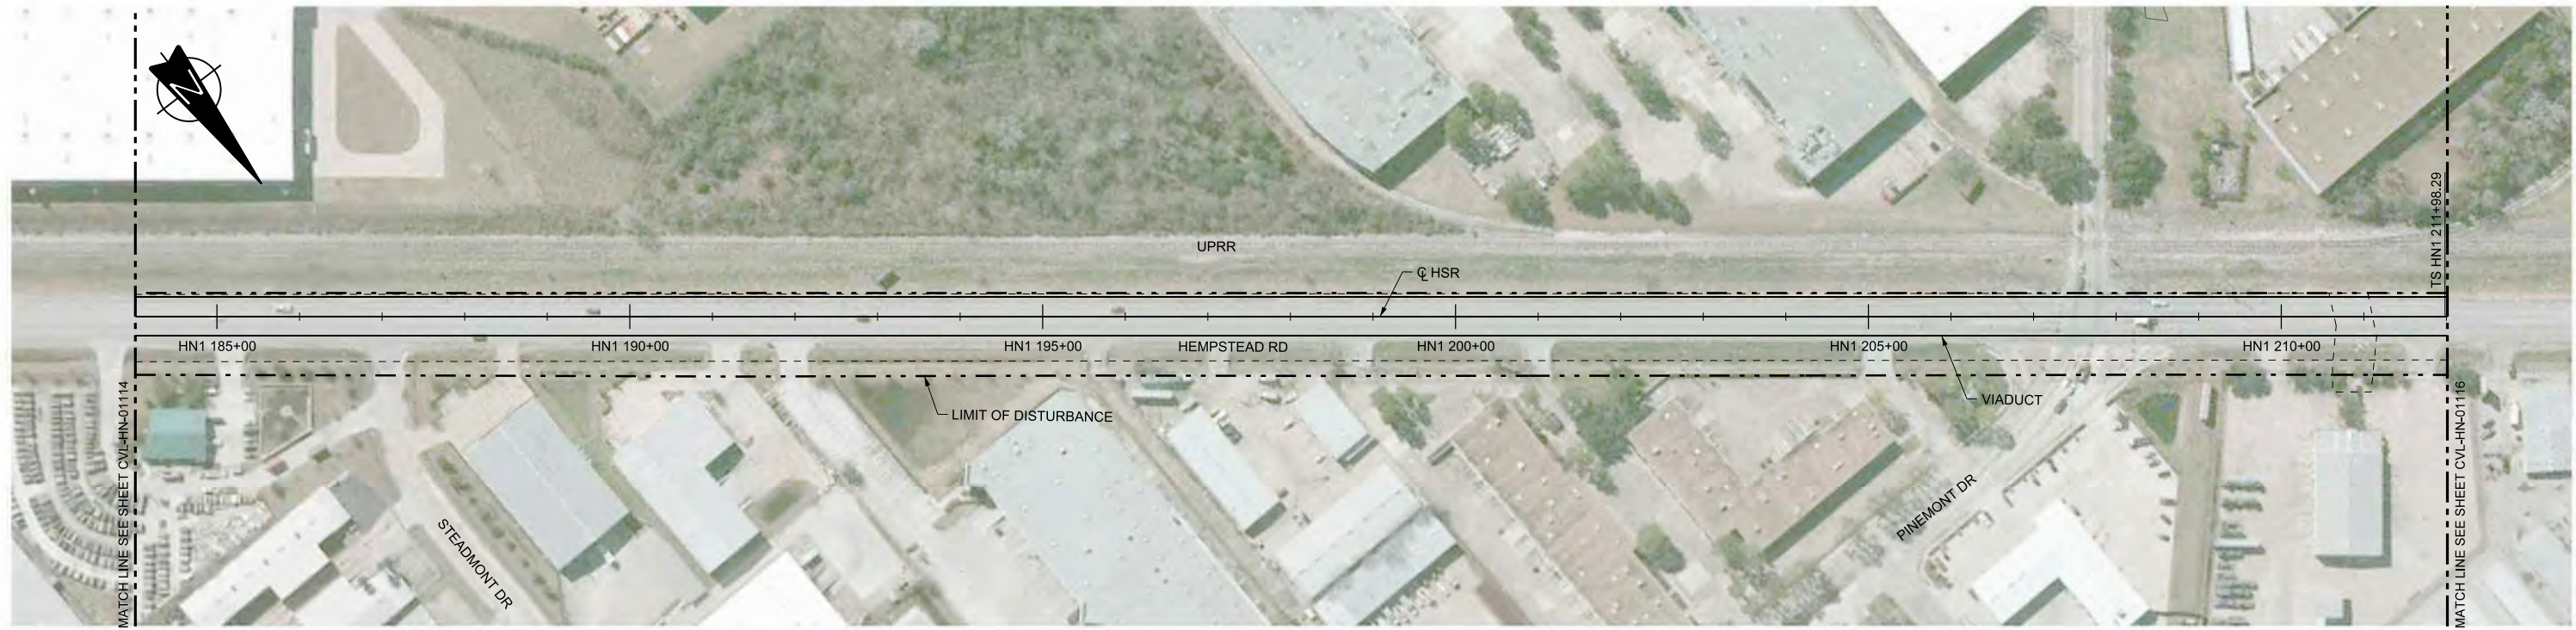 N
UPRR
℄ HSR
TS HN1 211+98.29
HN1 185+00
HN1 190+00
HN1 195+00
HEMPSTEAD RD
HN1 200+00
HN1 205+00
HN1 210+00
LIMIT OF DISTURBANCE
VIADUCT
STEADMONT DR
PINEMONT DR
MATCH LINE SEE SHEET CVL-HN-01114
MATCH LINE SEE SHEET CVL-HN-01116